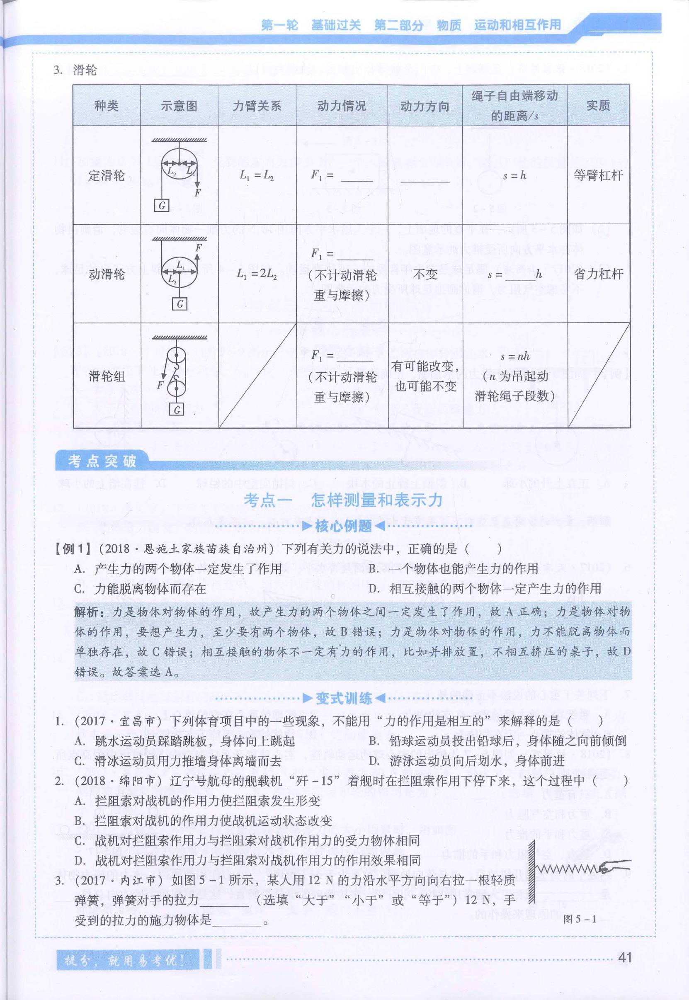 第一轮 基础过关 第二部分 物质 运动和相互作用
3. 滑轮
种类 示意图 力臂关系 动力情况 动力方向 绳子自由端移动的距离/s 实质
定滑轮 L₂ L₁ F G L₁=L₂ F₁=____ ____ s=h 等臂杠杆
动滑轮 F L₁ L₂ G L₁=2L₂ F₁=____(不计动滑轮重与摩擦) 不变 s=____h 省力杠杆
滑轮组 F G F₁=____(不计动滑轮重与摩擦) 有可能改变,也可能不变 s=nh(n为吊起动滑轮绳子段数)
考点突破
考点一 怎样测量和表示力
核心例题
【例1】(2018·恩施土家族苗族自治州)下列有关力的说法中,正确的是( )
A. 产生力的两个物体一定发生了作用 B. 一个物体也能产生力的作用
C. 力能脱离物体而存在 D. 相互接触的两个物体一定产生力的作用
解析:力是物体对物体的作用,故产生力的两个物体之间一定发生了作用,故A正确;力是物体对物
体的作用,要想产生力,至少要有两个物体,故B错误;力是物体对物体的作用,力不能脱离物体而
单独存在,故C错误;相互接触的物体不一定有力的作用,比如并排放置,不相互挤压的桌子,故D
错误。故答案选A。
变式训练
1. (2017·宜昌市)下列体育项目中的一些现象,不能用“力的作用是相互的”来解释的是( )
A. 跳水运动员踩踏跳板,身体向上跳起 B. 铅球运动员投出铅球后,身体随之向前倾倒
C. 滑冰运动员用力推墙身体离墙而去 D. 游泳运动员向后划水,身体前进
2. (2018·绵阳市)辽宁号航母的舰载机“歼-15”着舰时在拦阻索作用下停下来,这个过程中( )
A. 拦阻索对战机的作用力使拦阻索发生形变
B. 拦阻索对战机的作用力使战机运动状态改变
C. 战机对拦阻索作用力与拦阻索对战机作用力的受力物体相同
D. 战机对拦阻索作用力与拦阻索对战机作用力的作用效果相同
3. (2017·内江市)如图5-1所示,某人用12 N的力沿水平方向向右拉一根轻质
弹簧,弹簧对手的拉力________(选填“大于”“小于”或“等于”)12 N,手
受到的拉力的施力物体是________。
图5-1
提分,就用易考优!
41